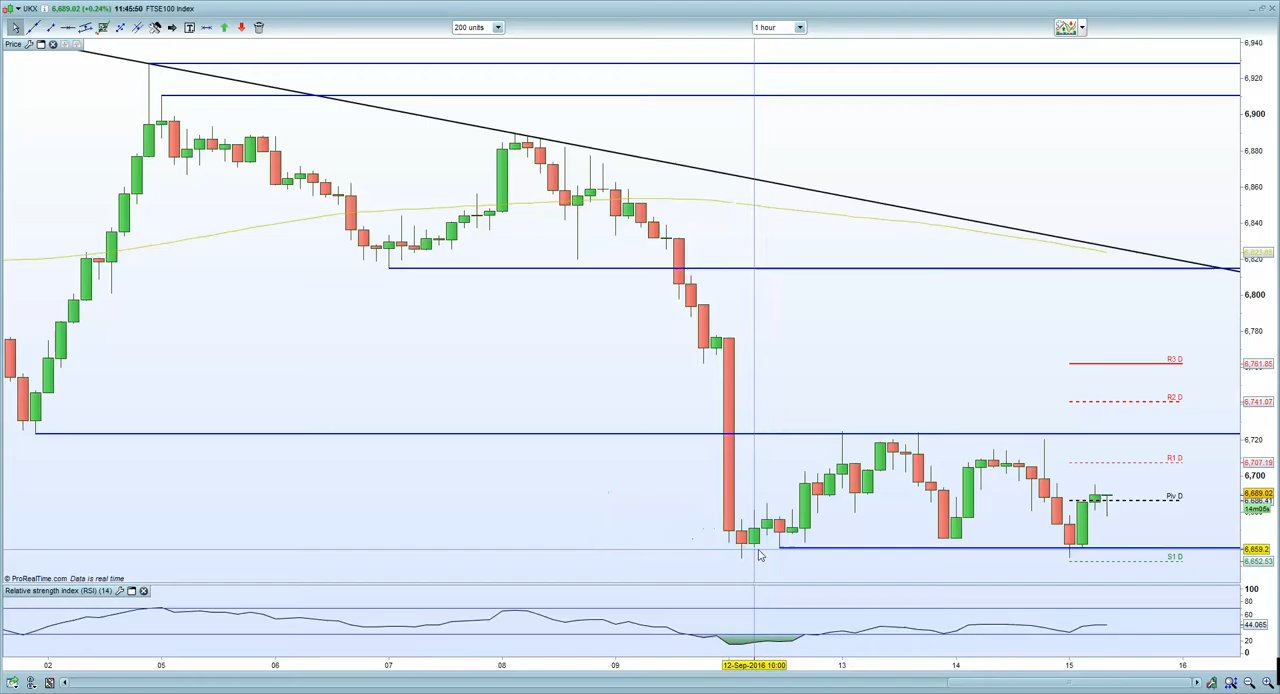 UKX 6,689.02 (+0.24%) 11:45:50 FTSE100 Index
200 units
1 hour
Price
6,940
6,920
6,900
6,880
6,860
6,840
6,820
6,800
6,780
R3 D
6,761.85
R2 D
6,741.07
6,720
R1 D
6,707.19
6,700
Piv D
6,689.02
6,686.41
14m05s
6,659.2
S1 D
6,652.53
© ProRealTime.com Data is real time
Relative strength index (RSI) (14)
100
80
60
44.065
20
0
02 05 06 07 08 09 12-Sep-2016 10:00 13 14 15 16